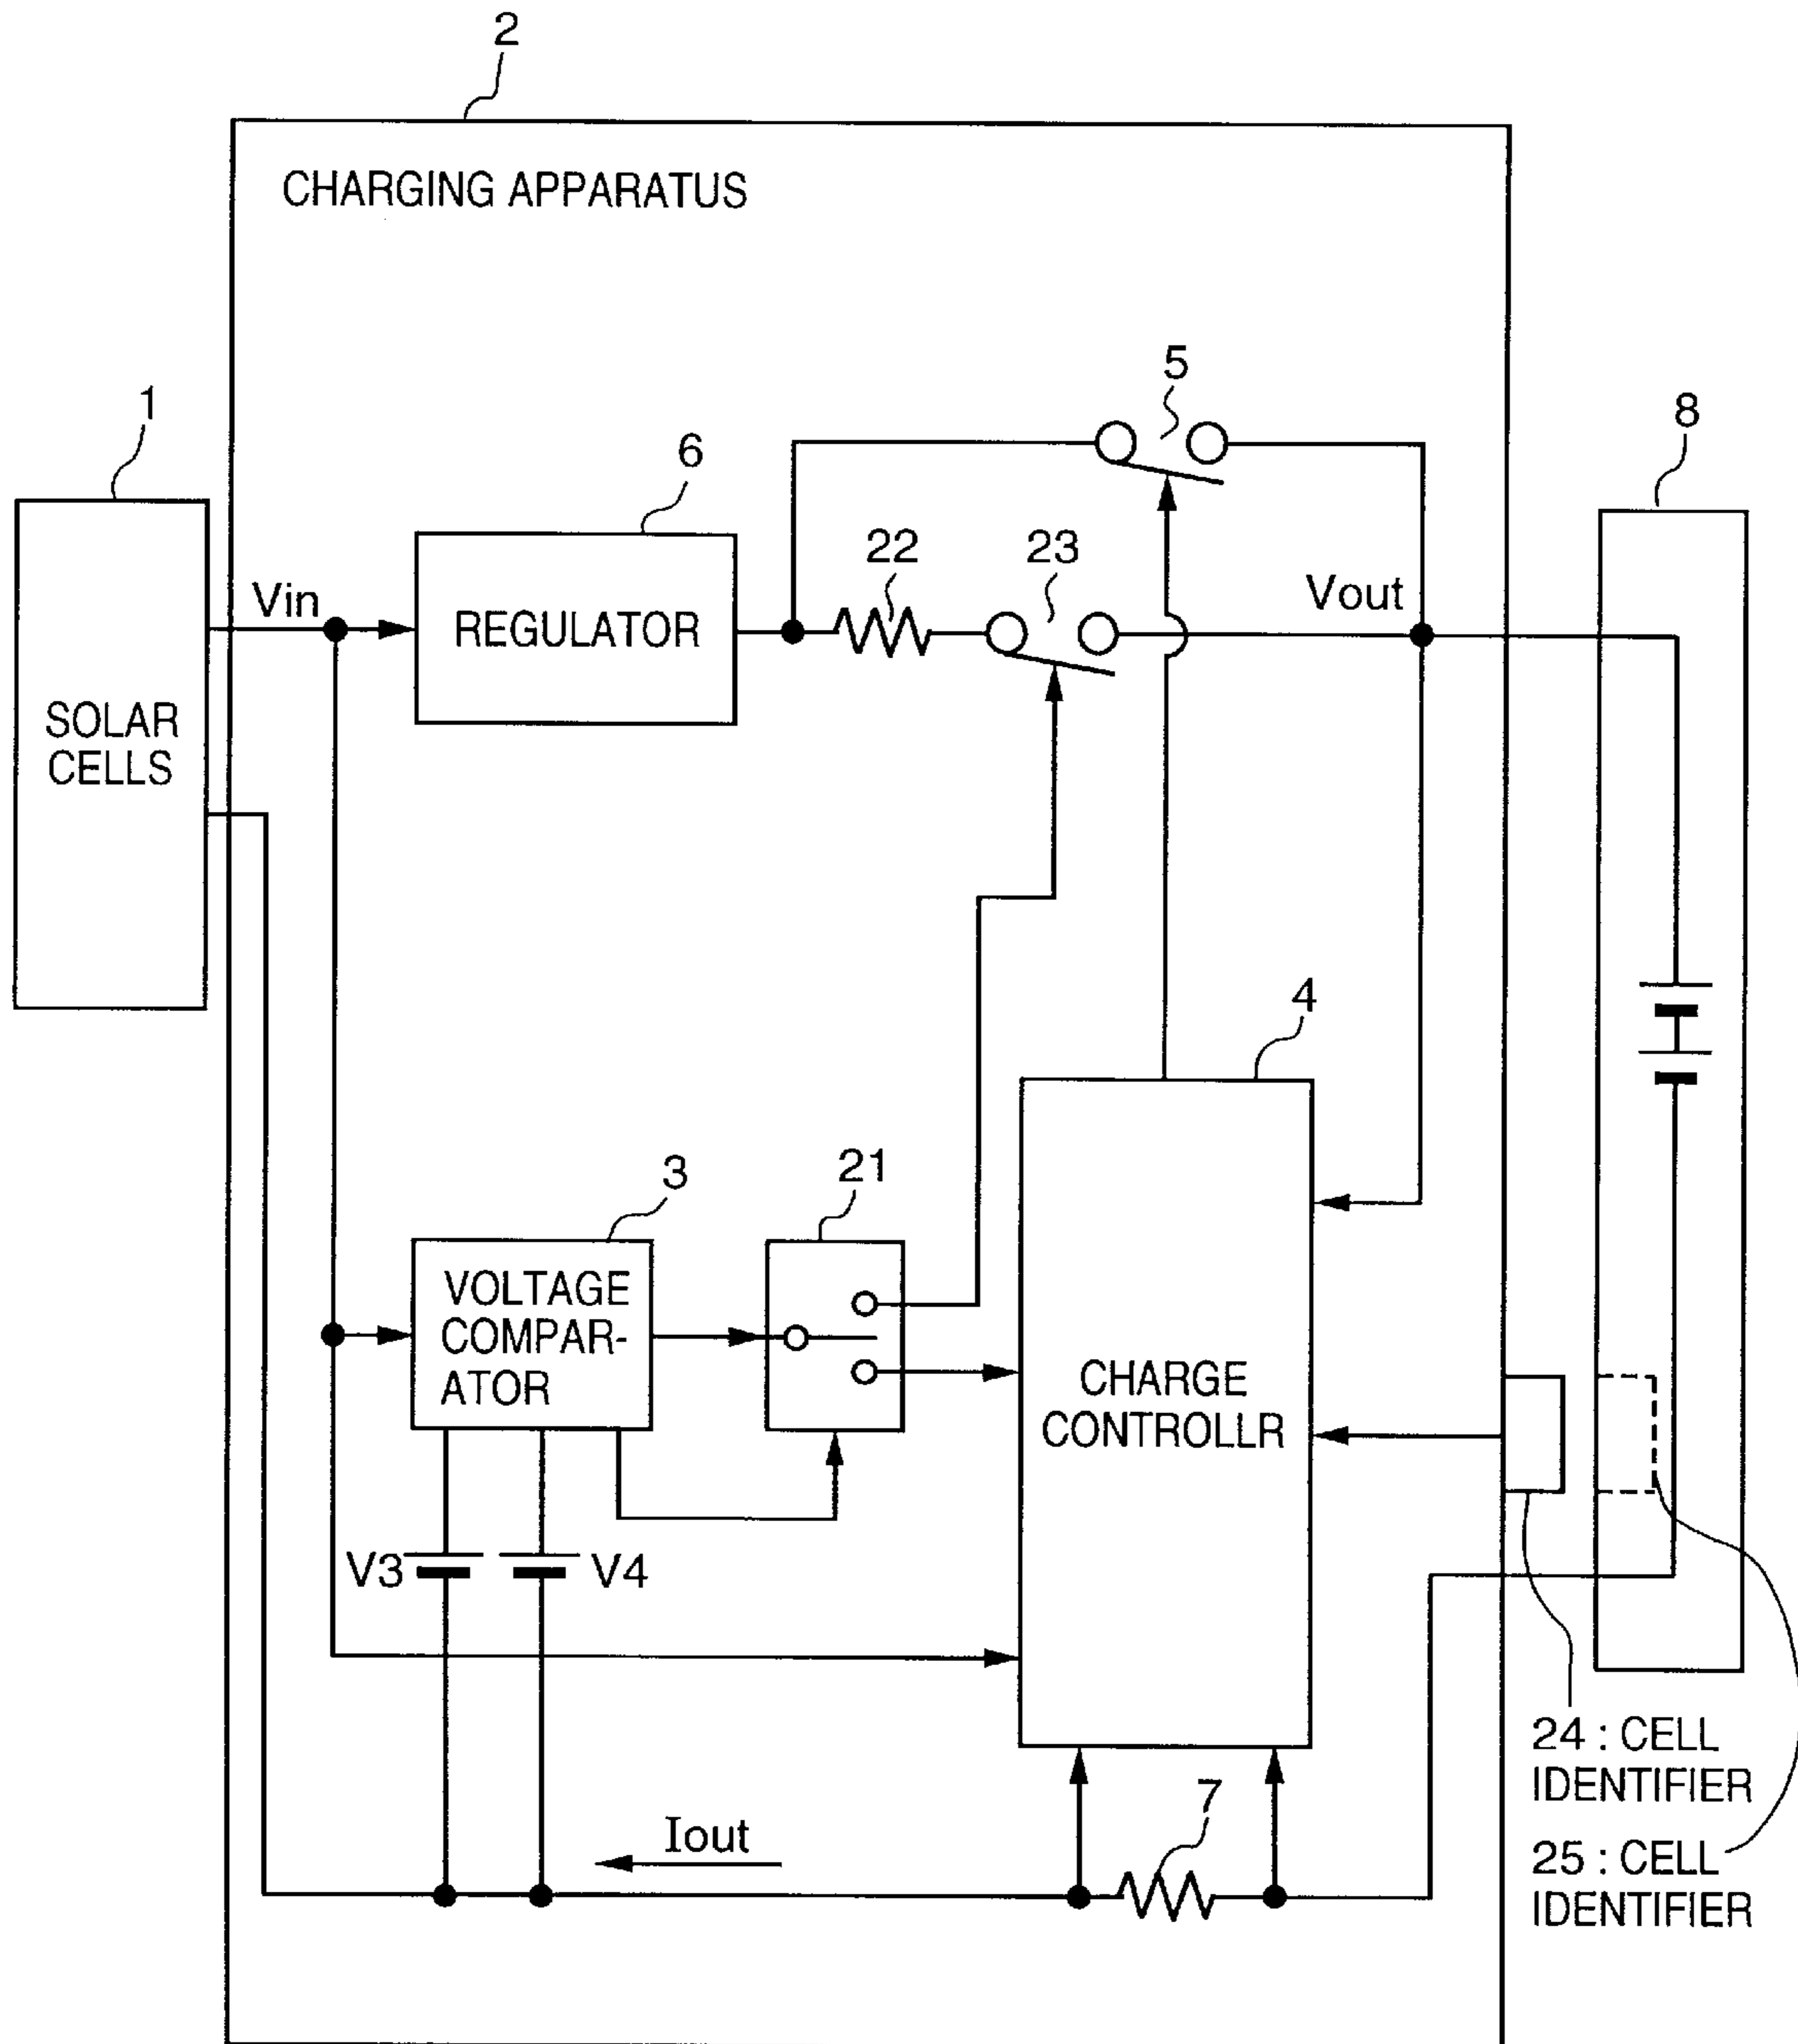 2
CHARGING APPARATUS
5
1
8
6
22
23
Vin
Vout
REGULATOR
SOLAR
CELLS
4
3
21
VOLTAGE
COMPAR-
ATOR
CHARGE
CONTROLLR
V3
V4
24 : CELL
IDENTIFIER
7
Iout
25 : CELL
IDENTIFIER